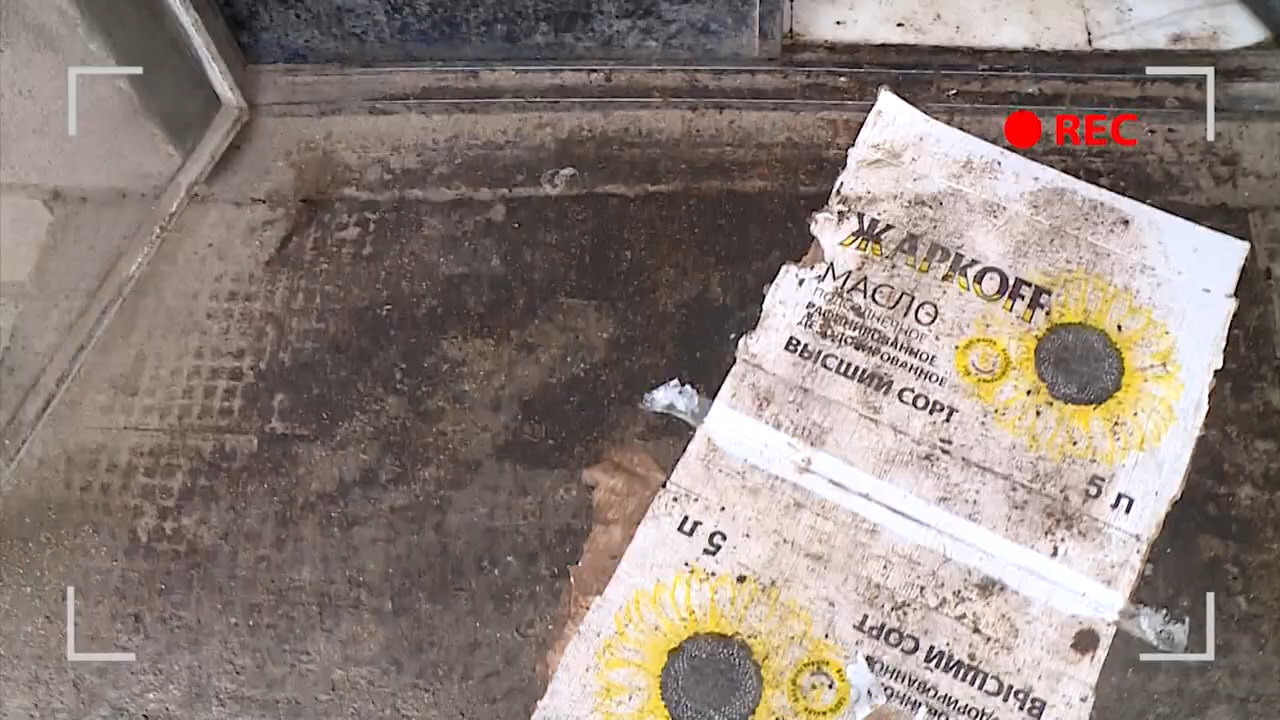 REC
ЖАРКОFF
МАСЛО
ПОДСОЛНЕЧНОЕ
РАФИНИРОВАННОЕ
ДЕЗОДОРИРОВАННОЕ
ВЫСШИЙ СОРТ
5 л
5 л
ВЫСШИЙ СОРТ